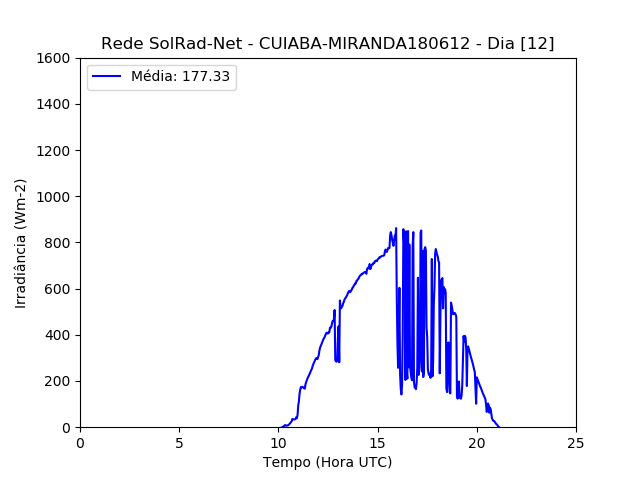 Rede SolRad-Net - CUIABA-MIRANDA180612 - Dia [12]
Média: 177.33
1600
1400
1200
1000
800
600
400
200
0
Irradiância (Wm-2)
0 5 10 15 20 25
Tempo (Hora UTC)